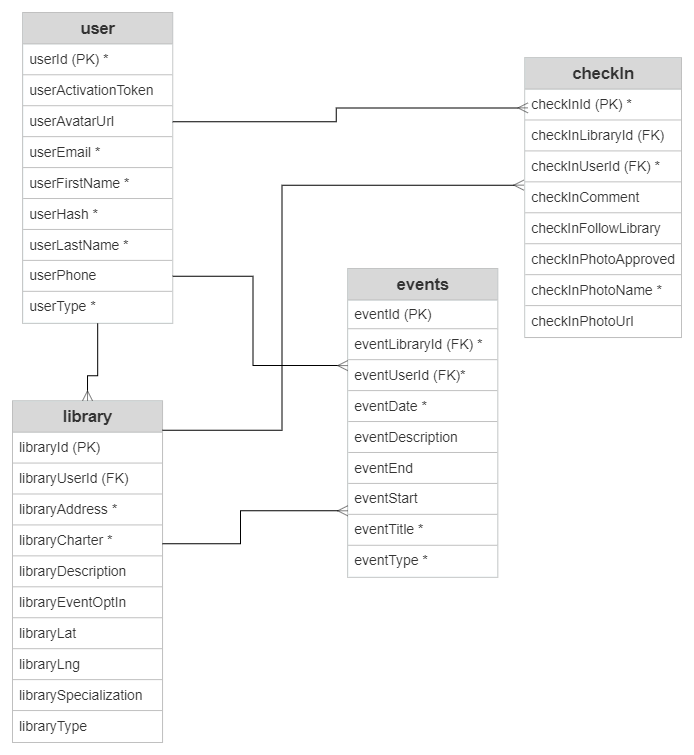 user
userId (PK) *
userActivationToken
userAvatarUrl
userEmail *
userFirstName *
userHash *
userLastName *
userPhone
userType *
checkIn
checkInId (PK) *
checkInLibraryId (FK)
checkInUserId (FK) *
checkInComment
checkInFollowLibrary
checkInPhotoApproved
checkInPhotoName *
checkInPhotoUrl
events
eventId (PK)
eventLibraryId (FK) *
eventUserId (FK)*
eventDate *
eventDescription
eventEnd
eventStart
eventTitle *
eventType *
library
libraryId (PK)
libraryUserId (FK)
libraryAddress *
libraryCharter *
libraryDescription
libraryEventOptIn
libraryLat
libraryLng
librarySpecialization
libraryType